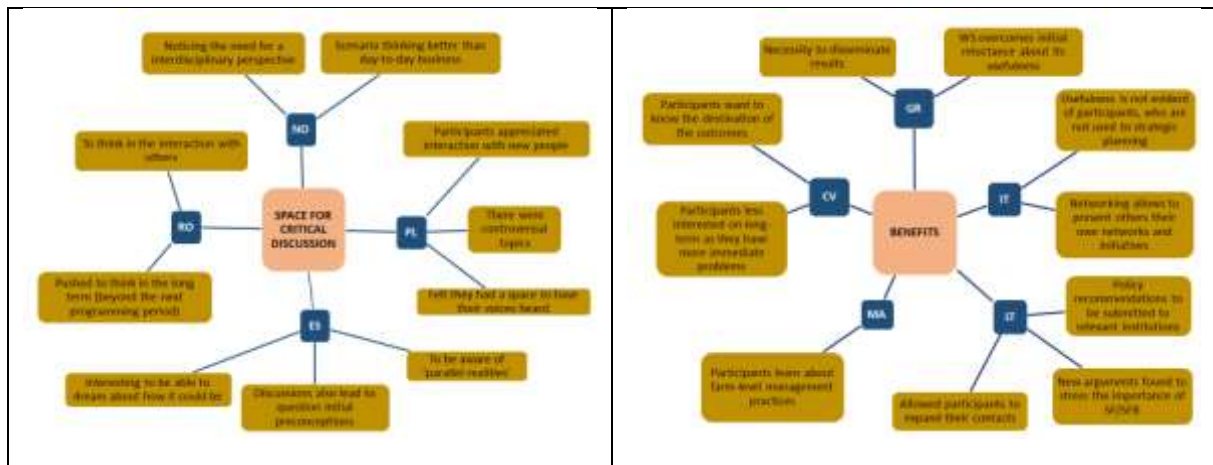 Noticing the need for a
interdisciplinary perspective
Scenario thinking better than
day-to-day business
NO
To think in the interaction with
others
Participants appreciated
interaction with new people
RO
SPACE FOR
CRITICAL
DISCUSSION
PL
There were
controversial
topics
Pushed to think in the long
term (beyond the next
programming period)
Felt they had a space to have
their voices heard
ES
To be aware of
'parallel realities'
Interesting to be able to
dream about how it could be
Discussions also lead to
question initial
preconceptions
Necessity to disseminate
results
WS overcomes initial
reluctance about its
usefulness
GR
Participants want to
know the destination of
the outcomes
Usefulness is not evident
of participants, who are
not used to strategic
planning
CV
IT
BENEFITS
Participants less
interested on long-
term as they have
more immediate
problems
Networking allows to
present others their
own networks and
initiatives
MA
LT
Policy
recommendations to
be submitted to
relevant institutions
Participants learn about
farm-level management
practices
Allowed participants to
expand their contacts
New arguments found to
stress the importance of